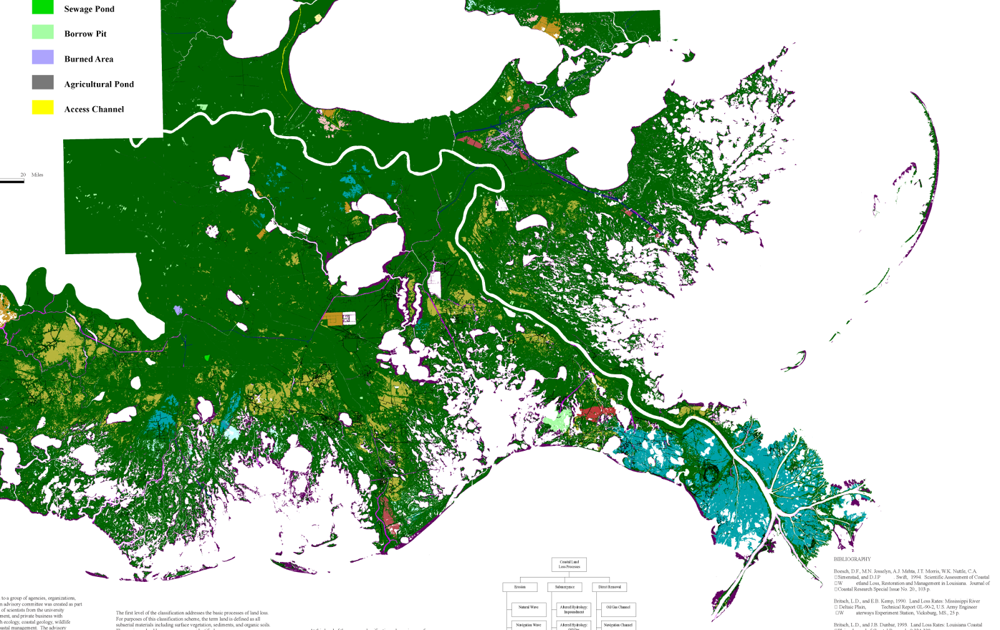 Sewage Pond
Borrow Pit
Burned Area
Agricultural Pond
Access Channel
20 Miles
to a group of agencies, organizations,
n advisory committee was created as part
of scientists from the university
ment, and private business with
h ecology, coastal geology, wildlife
astal management. The advisory
The first level of the classification addresses the basic processes of land loss.
For purposes of this classification scheme, the term land is defined as all
subaerial materials including surface vegetation, sediments, and organic soils.
Coastal Land
Loss Processes
Erosion
Submergence
Direct Removal
Natural Wave
Altered Hydrology:
Impoundment
Oil/Gas Channel
Navigation Wave
Altered Hydrology:
Navigation Channel
BIBLIOGRAPHY
Boesch, D.F., M.N. Josselyn, A.J. Mehta, J.T. Morris, W.K. Nuttle, C.A.
□Simenstad, and D.J.P . Swift, 1994. Scientific Assessment of Coastal
□W etland Loss, Restoration and Management in Louisiana. Journal of
□Coastal Research Special Issue No. 20., 103 p.
Britsch, L.D., and E.B. Kemp, 1990. Land Loss Rates: Mississippi River
□ Deltaic Plain, Technical Report GL-90-2, U.S. Army Engineer
□W aterways Experiment Station, Vicksburg, MS., 25 p.
Britsch, L.D., and J.B. Dunbar, 1993. Land Loss Rates: Louisiana Coastal